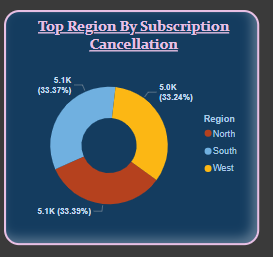 Top Region By Subscription
Cancellation
5.1K
(33.37%)
5.0K
(33.24%)
Region
North
South
West
5.1K (33.39%)